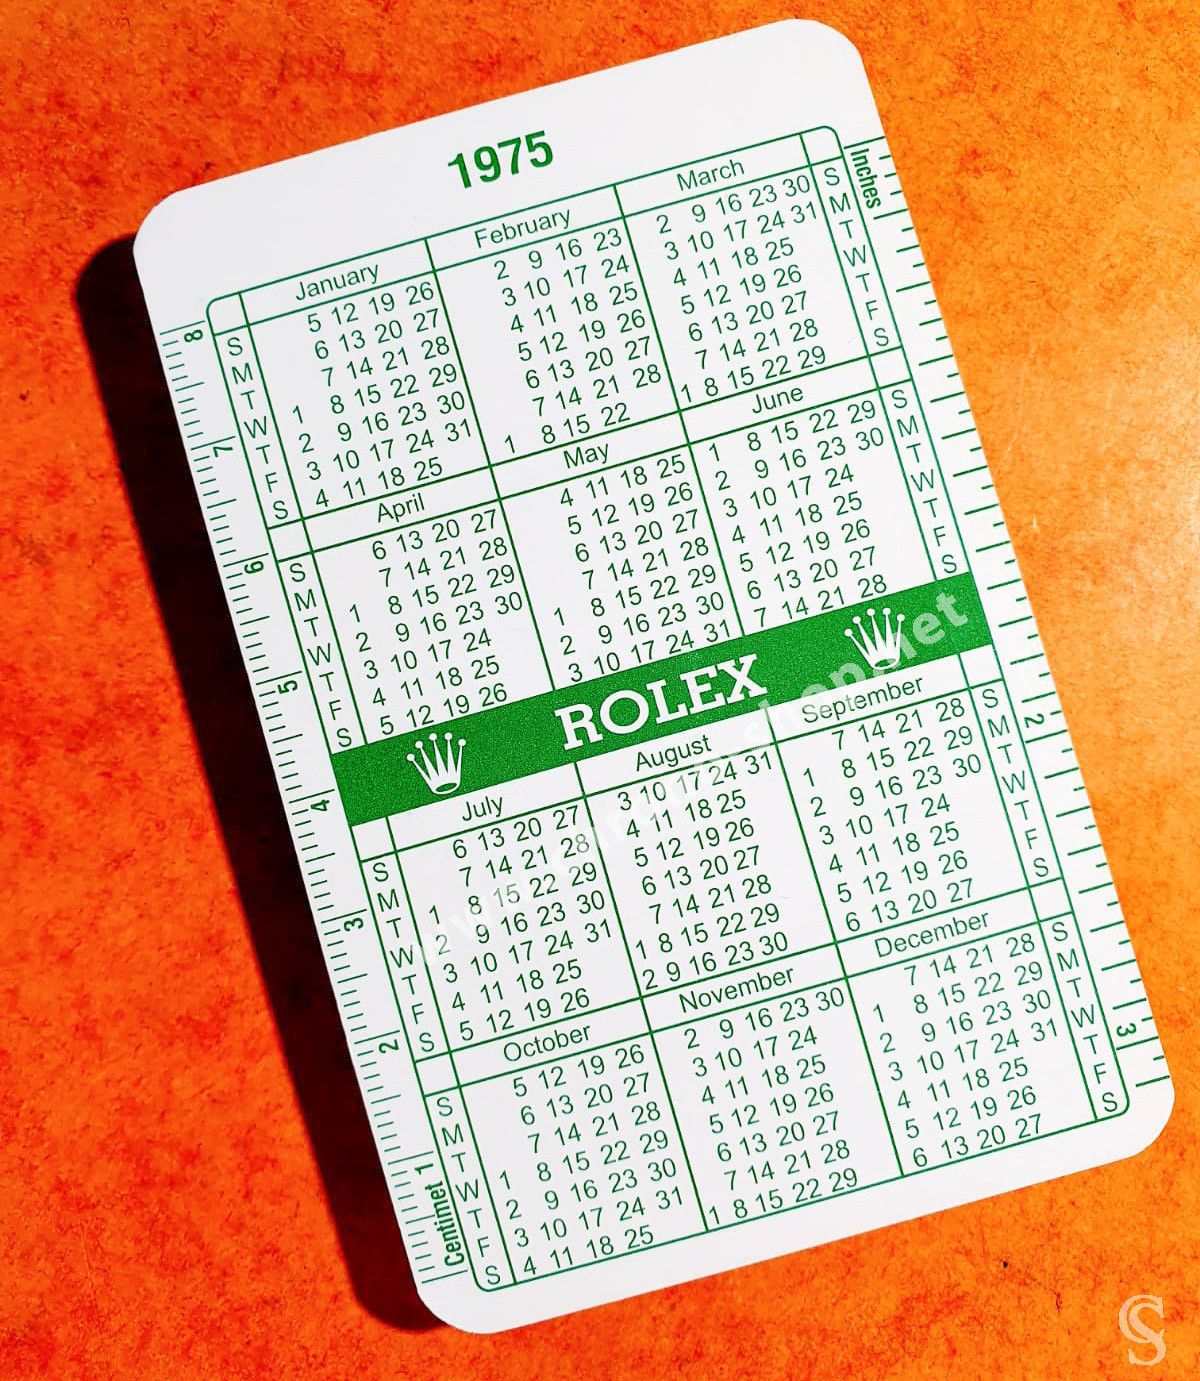 1975
January February March
S 5 12 19 26 2 9 16 23 2 9 16 23 30 S
M 6 13 20 27 3 10 17 24 3 10 17 24 31 M
T 7 14 21 28 4 11 18 25 4 11 18 25 T
W 1 8 15 22 29 5 12 19 26 5 12 19 26 W
T 2 9 16 23 30 6 13 20 27 6 13 20 27 T
F 3 10 17 24 31 7 14 21 28 7 14 21 28 F
S 4 11 18 25 1 8 15 22 1 8 15 22 29 S
April May June
S 6 13 20 27 4 11 18 25 1 8 15 22 29 S
M 7 14 21 28 5 12 19 26 2 9 16 23 30 M
T 1 8 15 22 29 6 13 20 27 3 10 17 24 T
W 2 9 16 23 30 7 14 21 28 4 11 18 25 W
T 3 10 17 24 1 8 15 22 29 5 12 19 26 T
F 4 11 18 25 2 9 16 23 30 6 13 20 27 F
S 5 12 19 26 3 10 17 24 31 7 14 21 28 S
ROLEX
July August September
S 6 13 20 27 3 10 17 24 31 7 14 21 28 S
M 7 14 21 28 4 11 18 25 1 8 15 22 29 M
T 1 8 15 22 29 5 12 19 26 2 9 16 23 30 T
W 2 9 16 23 30 6 13 20 27 3 10 17 24 W
T 3 10 17 24 31 7 14 21 28 4 11 18 25 T
F 4 11 18 25 1 8 15 22 29 5 12 19 26 F
S 5 12 19 26 2 9 16 23 30 6 13 20 27 S
October November December
S 5 12 19 26 2 9 16 23 30 7 14 21 28 S
M 6 13 20 27 3 10 17 24 1 8 15 22 29 M
T 7 14 21 28 4 11 18 25 2 9 16 23 30 T
W 1 8 15 22 29 5 12 19 26 3 10 17 24 31 W
T 2 9 16 23 30 6 13 20 27 4 11 18 25 T
F 3 10 17 24 31 7 14 21 28 5 12 19 26 F
S 4 11 18 25 1 8 15 22 29 6 13 20 27 S
8 7 6 5 4 3 2 1 Centimet
Inches 2 3